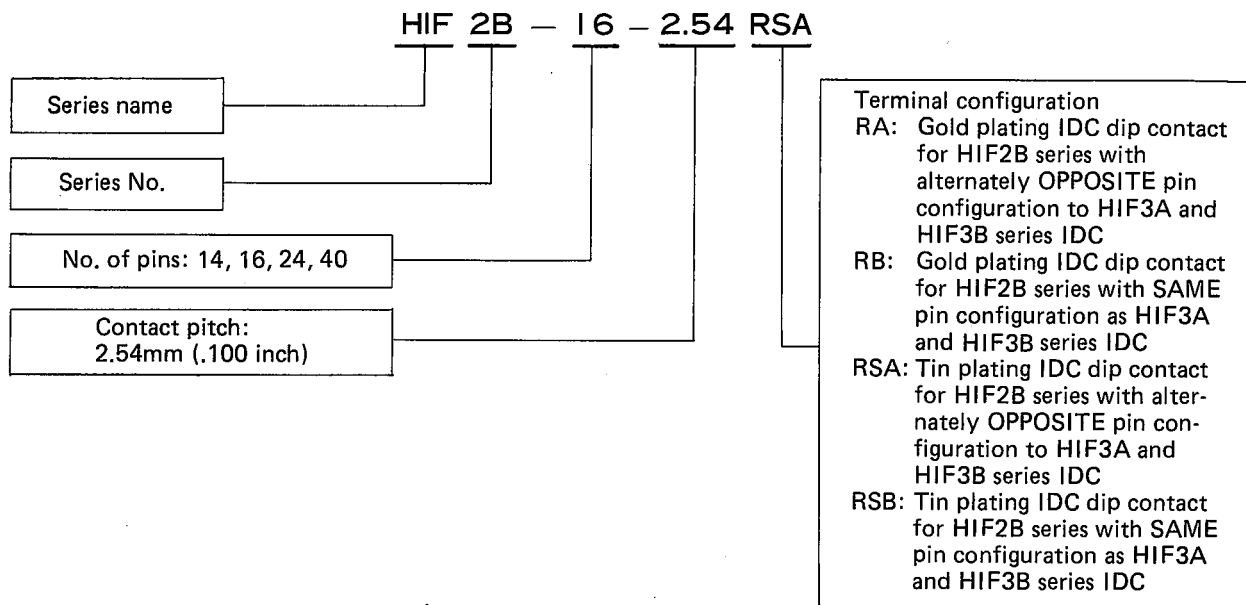 HIF 2B – 16 – 2.54 RSA
Series name
Series No.
No. of pins: 14, 16, 24, 40
Contact pitch:
2.54mm (.100 inch)
Terminal configuration
RA: Gold plating IDC dip contact
for HIF2B series with
alternately OPPOSITE pin
configuration to HIF3A and
HIF3B series IDC
RB: Gold plating IDC dip contact
for HIF2B series with SAME
pin configuration as HIF3A
and HIF3B series IDC
RSA: Tin plating IDC dip contact
for HIF2B series with alter-
nately OPPOSITE pin con-
figuration to HIF3A and
HIF3B series IDC
RSB: Tin plating IDC dip contact
for HIF2B series with SAME
pin configuration as HIF3A
and HIF3B series IDC